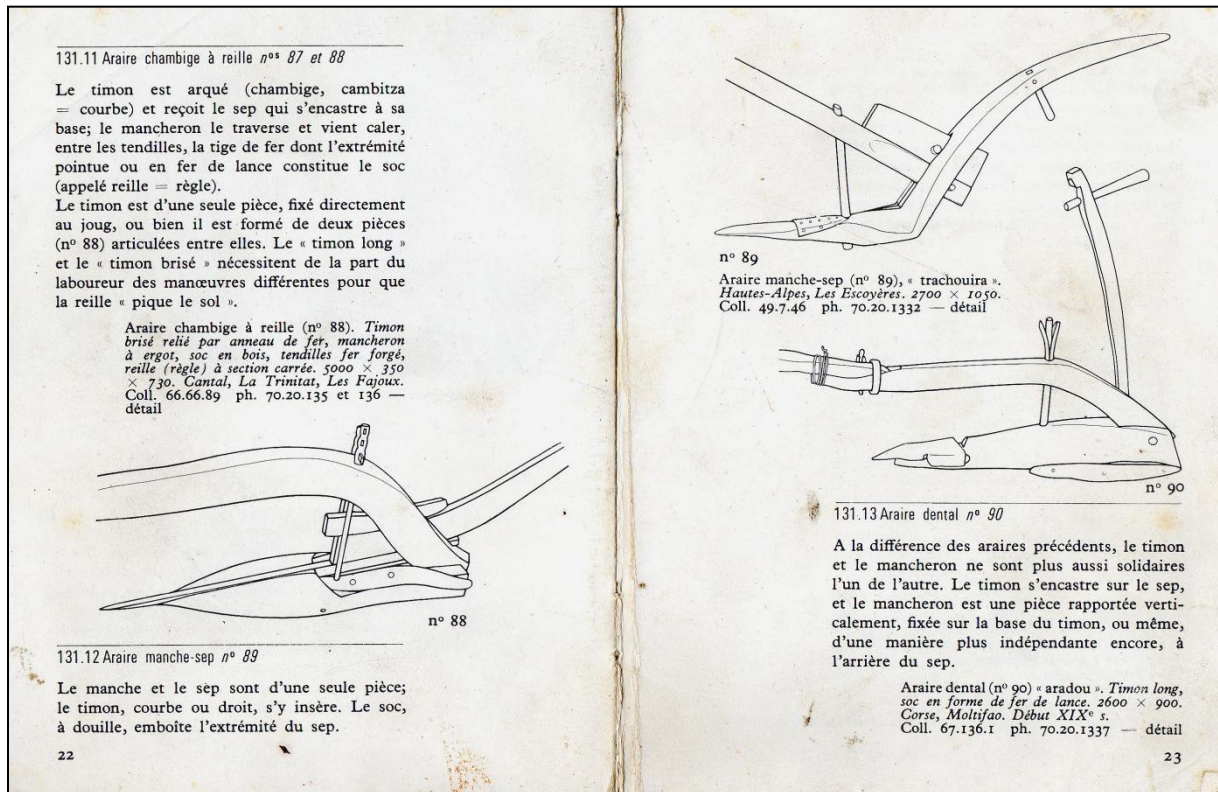 131.11 Araire chambige à reille nos 87 et 88
Le timon est arqué (chambige, cambitza
= courbe) et reçoit le sep qui s'encastre à sa
base; le mancheron le traverse et vient caler,
entre les tendilles, la tige de fer dont l'extrémité
pointue ou en fer de lance constitue le soc
(appelé reille = règle).
Le timon est d'une seule pièce, fixé directement
au joug, ou bien il est formé de deux pièces
(nº 88) articulées entre elles. Le « timon long »
et le « timon brisé » nécessitent de la part du
laboureur des manœuvres différentes pour que
la reille « pique le sol ».
Araire chambige à reille (nº 88). Timon
brisé relié par anneau de fer, mancheron
à ergot, soc en bois, tendilles fer forgé,
reille (règle) à section carrée. 5000 × 350
× 730. Cantal, La Trinitat, Les Fajoux.
Coll. 66.66.89 ph. 70.20.135 et 136 —
détail
nº 88
131.12 Araire manche-sep nº 89
Le manche et le sep sont d'une seule pièce;
le timon, courbe ou droit, s'y insère. Le soc,
à douille, emboîte l'extrémité du sep.
22
nº 89
Araire manche-sep (nº 89), « trachouira ».
Hautes-Alpes, Les Escoyères. 2700 × 1050.
Coll. 49.7.46 ph. 70.20.1332 — détail
nº 90
131.13 Araire dental nº 90
A la différence des araires précédents, le timon
et le mancheron ne sont plus aussi solidaires
l'un de l'autre. Le timon s'encastre sur le sep,
et le mancheron est une pièce rapportée verti-
calement, fixée sur la base du timon, ou même,
d'une manière plus indépendante encore, à
l'arrière du sep.
Araire dental (nº 90) « aradou ». Timon long,
soc en forme de fer de lance. 2600 × 900.
Corse, Moltifao. Début XIXe s.
Coll. 67.136.1 ph. 70.20.1337 — détail
23